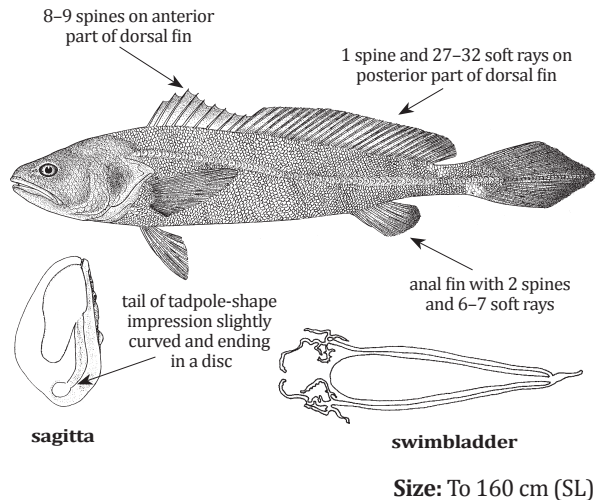 8–9 spines on anterior
part of dorsal fin
1 spine and 27–32 soft rays on
posterior part of dorsal fin
anal fin with 2 spines
and 6–7 soft rays
tail of tadpole-shape
impression slightly
curved and ending
in a disc
sagitta
swimbladder
Size: To 160 cm (SL)